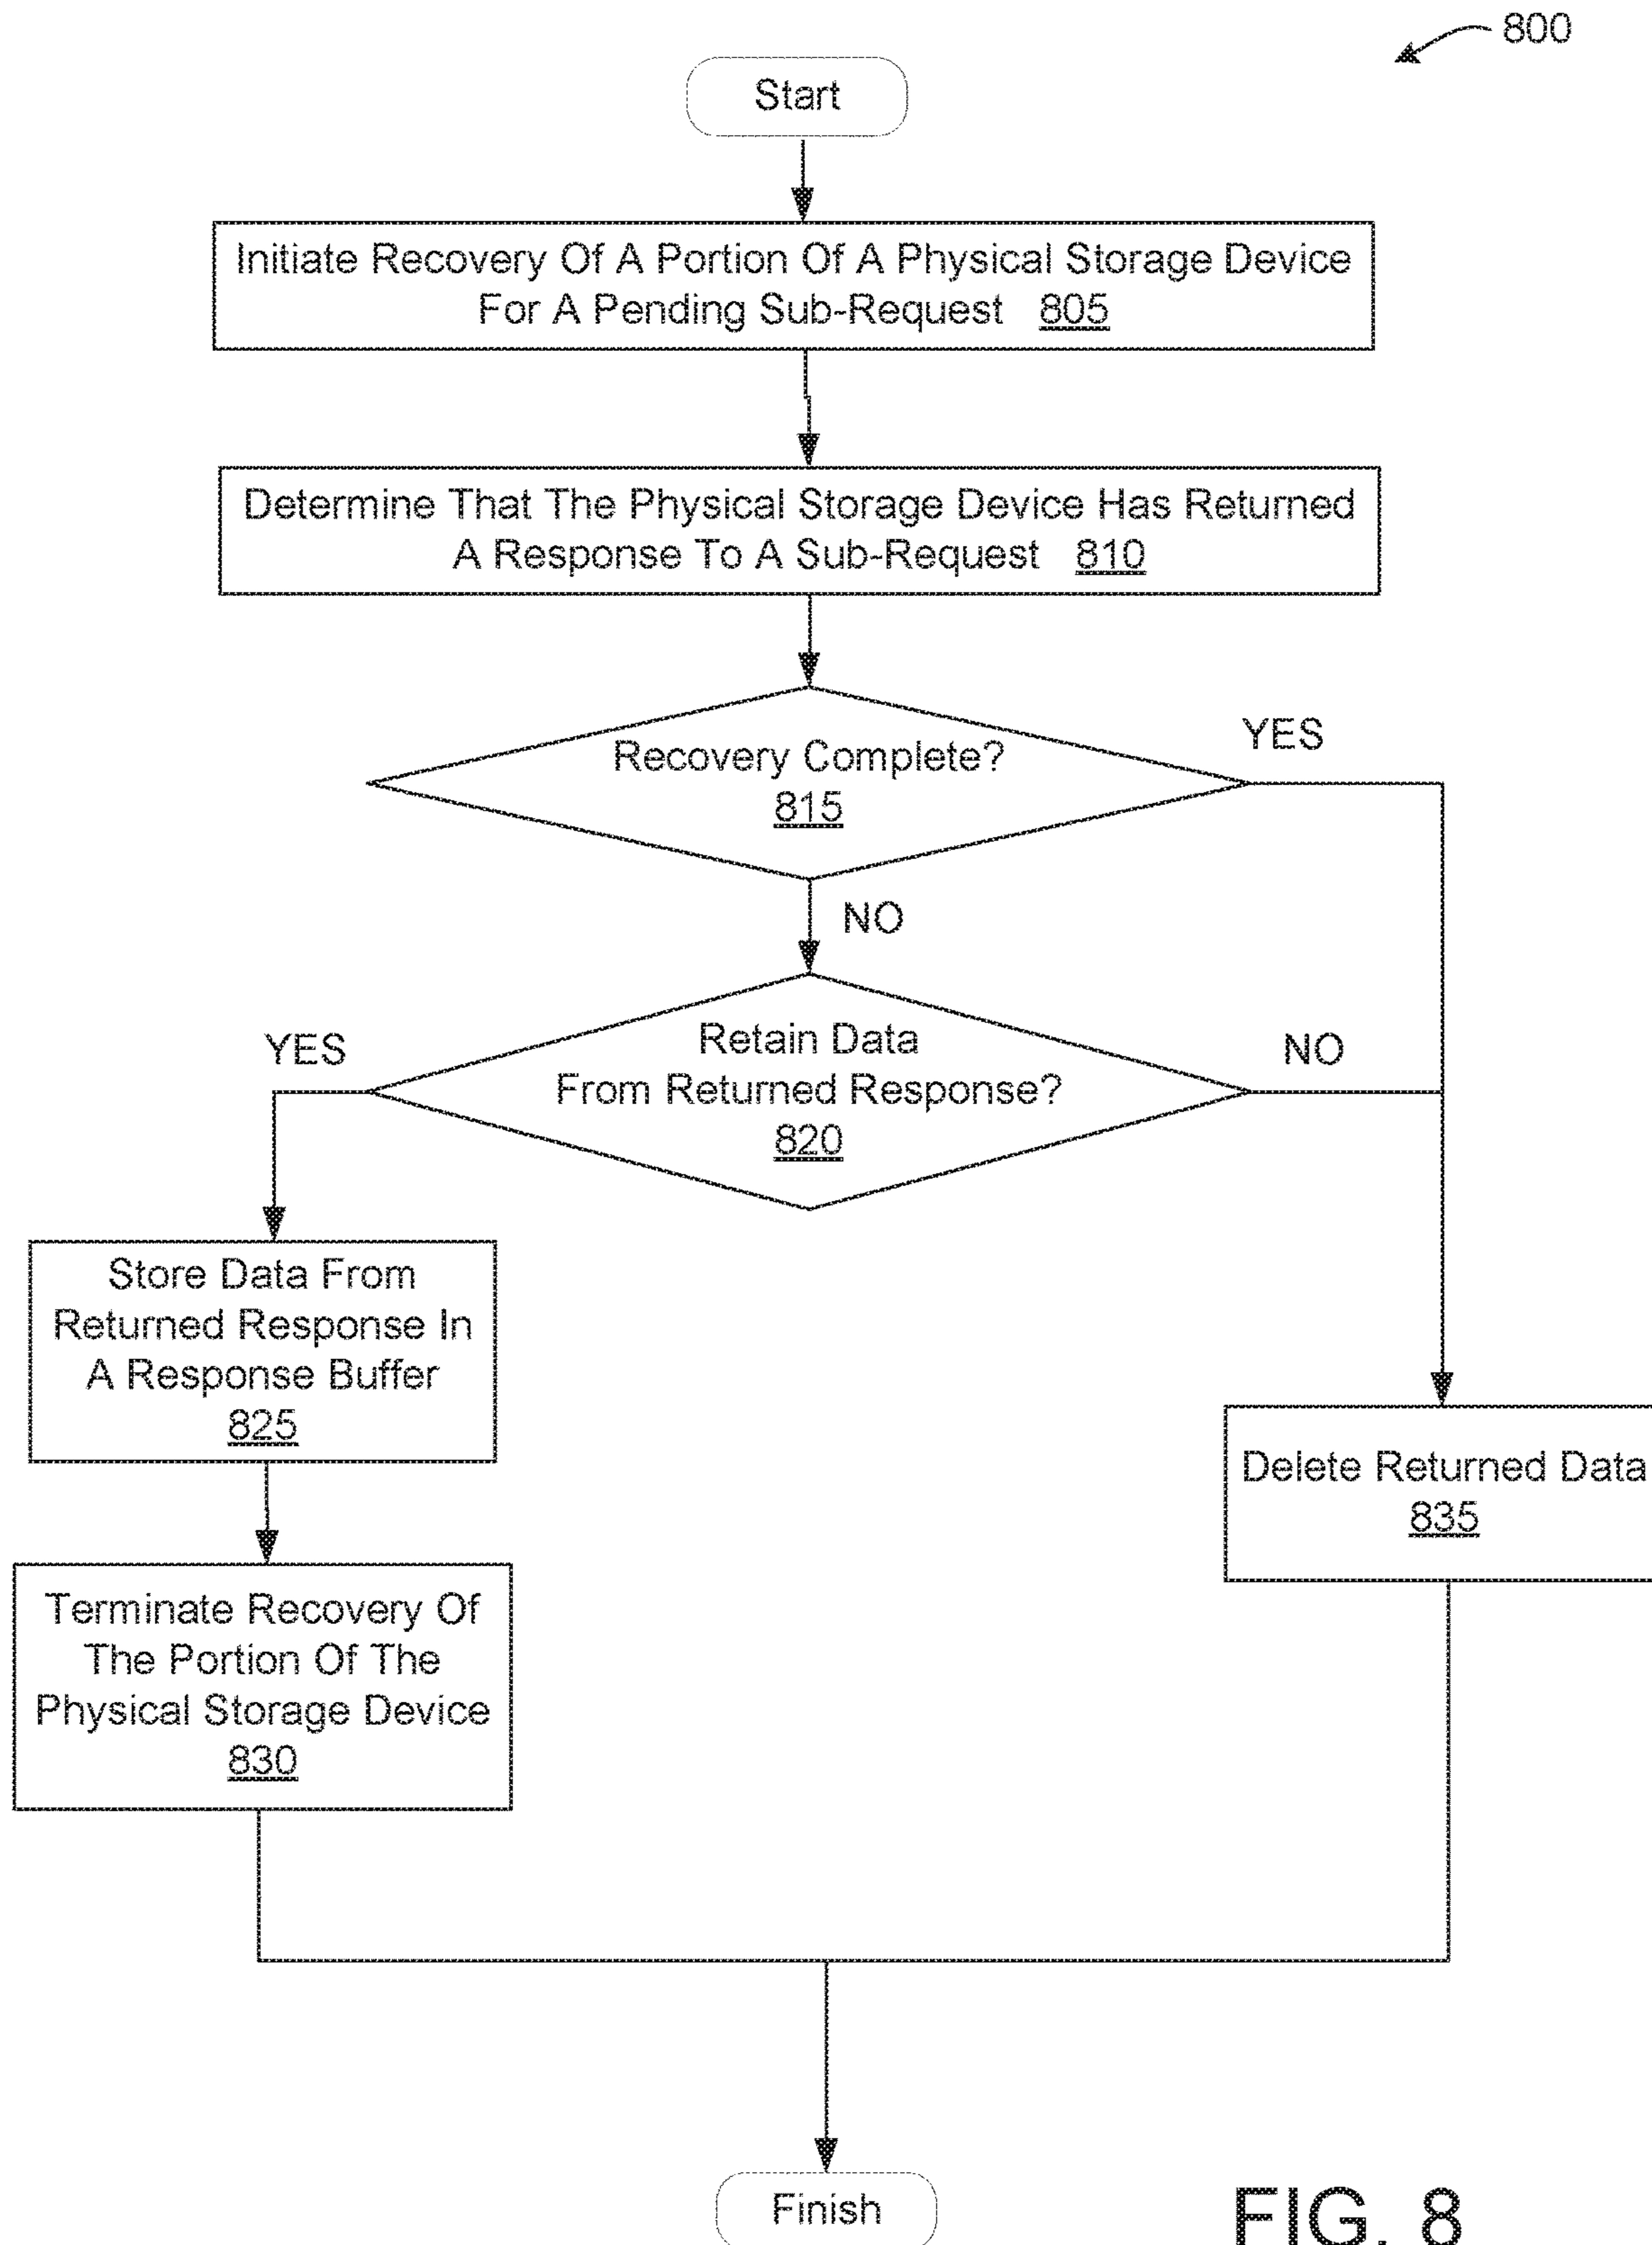 800
Start
Initiate Recovery Of A Portion Of A Physical Storage Device
For A Pending Sub-Request 805
Determine That The Physical Storage Device Has Returned
A Response To A Sub-Request 810
Recovery Complete?
815
YES
NO
Retain Data
From Returned Response?
820
YES
NO
Store Data From
Returned Response In
A Response Buffer
825
Delete Returned Data
835
Terminate Recovery Of
The Portion Of The
Physical Storage Device
830
Finish
FIG. 8